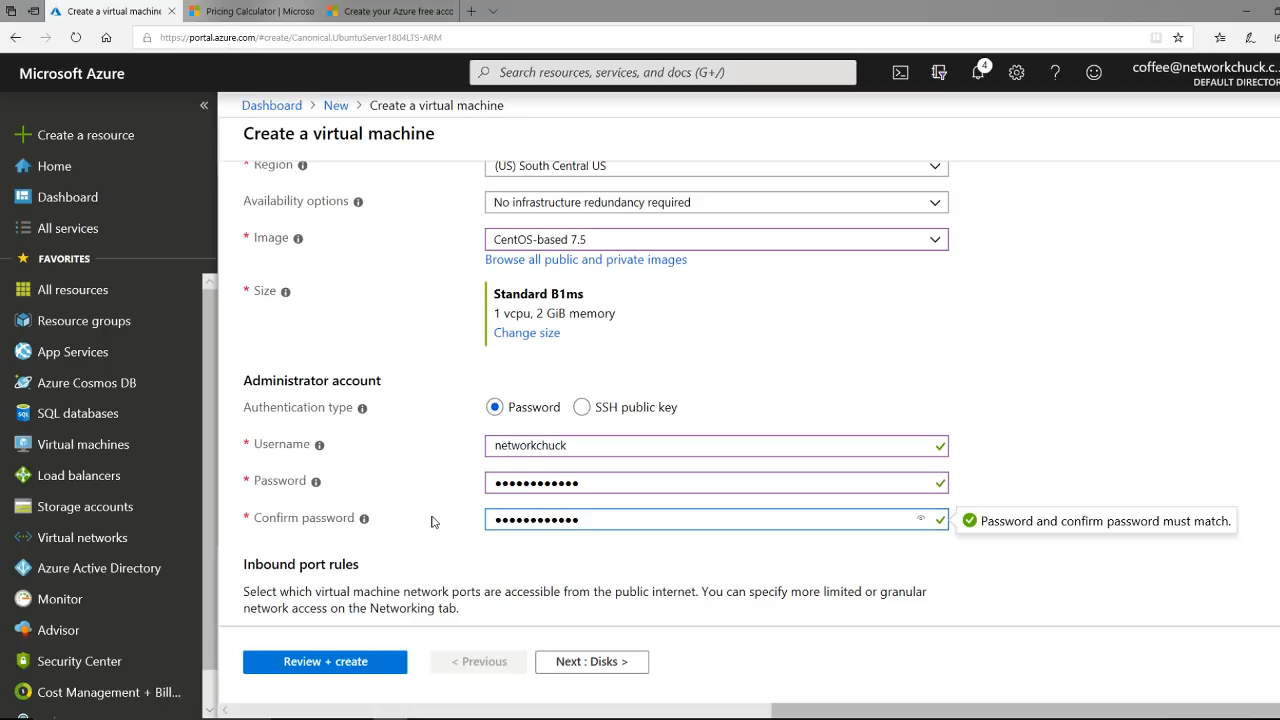 Create a virtual machine
Pricing Calculator | Microso
Create your Azure free acco
https://portal.azure.com/#create/Canonical.UbuntuServer1804LTS-ARM
Microsoft Azure
Search resources, services, and docs (G+/)
4
coffee@networkchuck.c...
DEFAULT DIRECTOR
Create a resource
Home
Dashboard
All services
FAVORITES
All resources
Resource groups
App Services
Azure Cosmos DB
SQL databases
Virtual machines
Load balancers
Storage accounts
Virtual networks
Azure Active Directory
Monitor
Advisor
Security Center
Cost Management + Bill...
Dashboard > New > Create a virtual machine
Create a virtual machine
* Region
(US) South Central US
Availability options
No infrastructure redundancy required
* Image
CentOS-based 7.5
Browse all public and private images
* Size
Standard B1ms
1 vcpu, 2 GiB memory
Change size
Administrator account
Authentication type
Password
SSH public key
* Username
networkchuck
* Password
••••••••••••
* Confirm password
••••••••••••
Password and confirm password must match.
Inbound port rules
Select which virtual machine network ports are accessible from the public internet. You can specify more limited or granular
network access on the Networking tab.
Review + create
< Previous
Next : Disks >